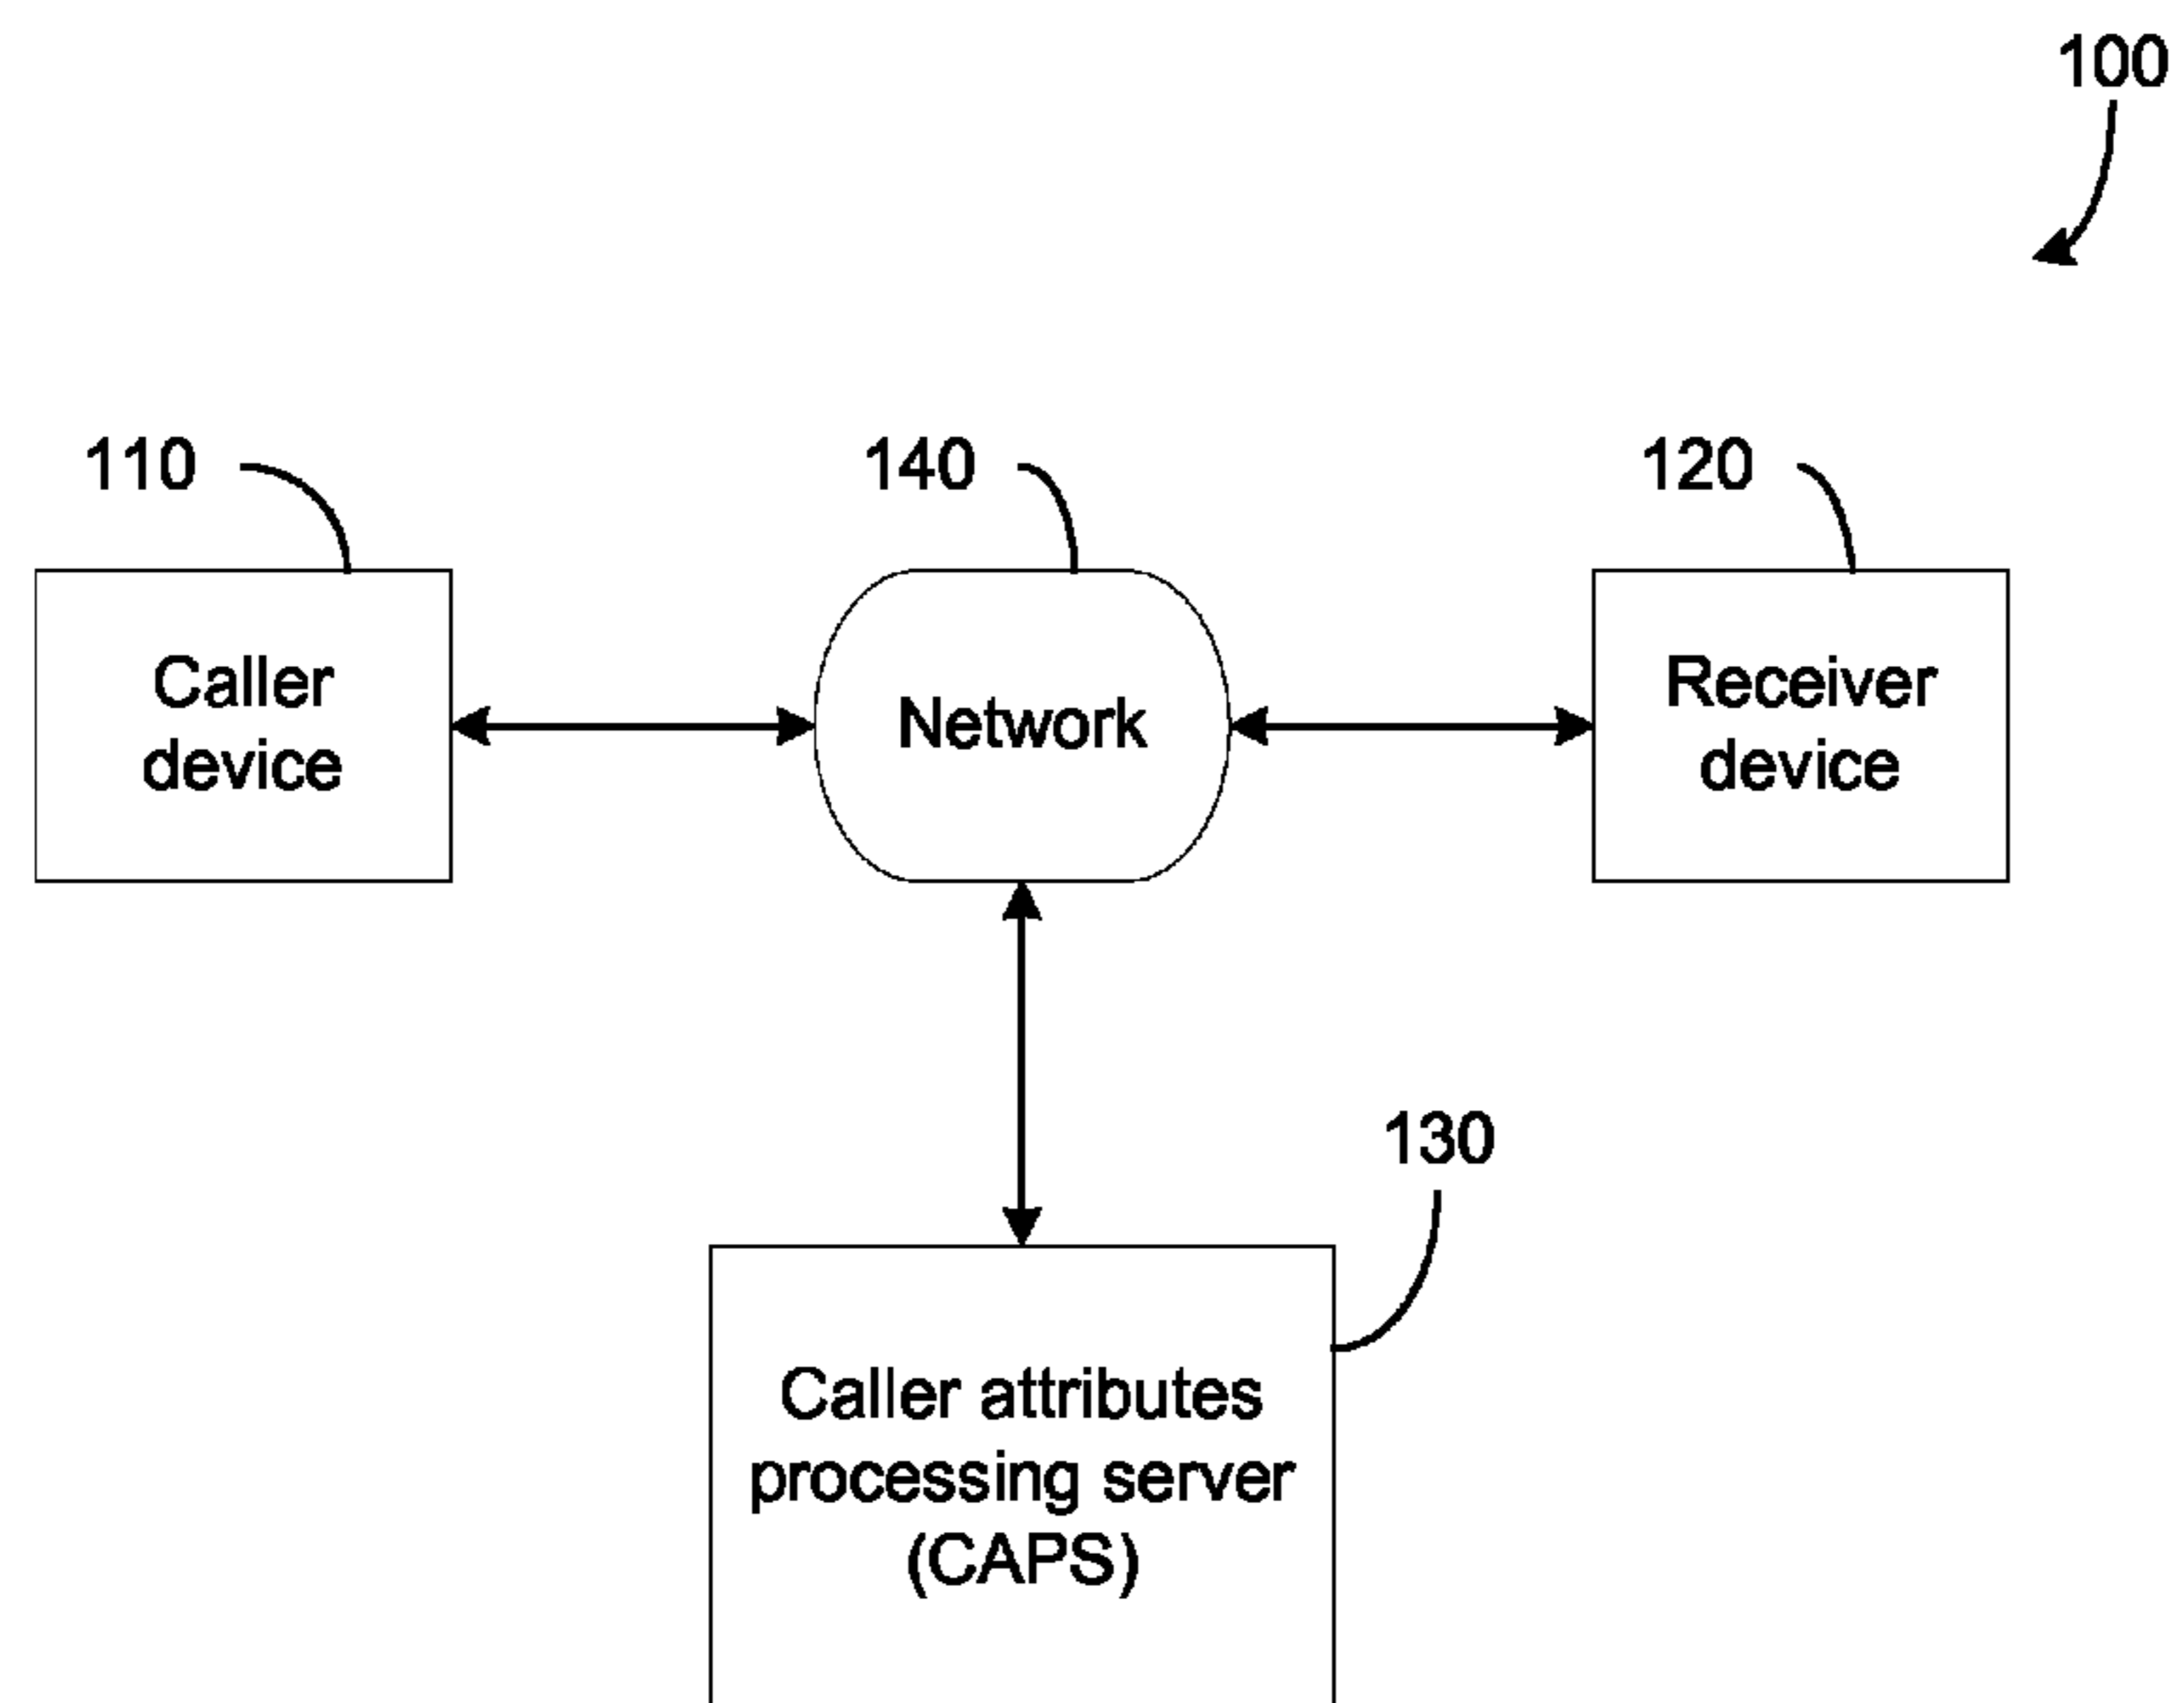 100
110
140
120
Caller
device
Network
Receiver
device
130
Caller attributes
processing server
(CAPS)